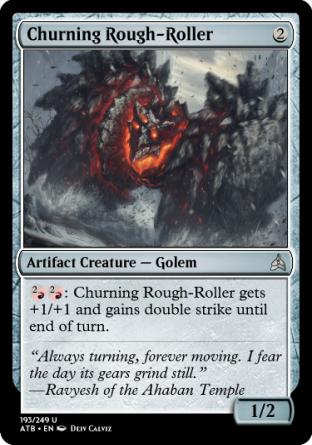 Churning Rough-Roller 2
Artifact Creature — Golem
2 2 : Churning Rough-Roller gets
+1/+1 and gains double strike until
end of turn.
"Always turning, forever moving. I fear
the day its gears grind still."
—Ravyesh of the Ahaban Temple
1/2
193/249 U
ATB • EN Deiv Calviz